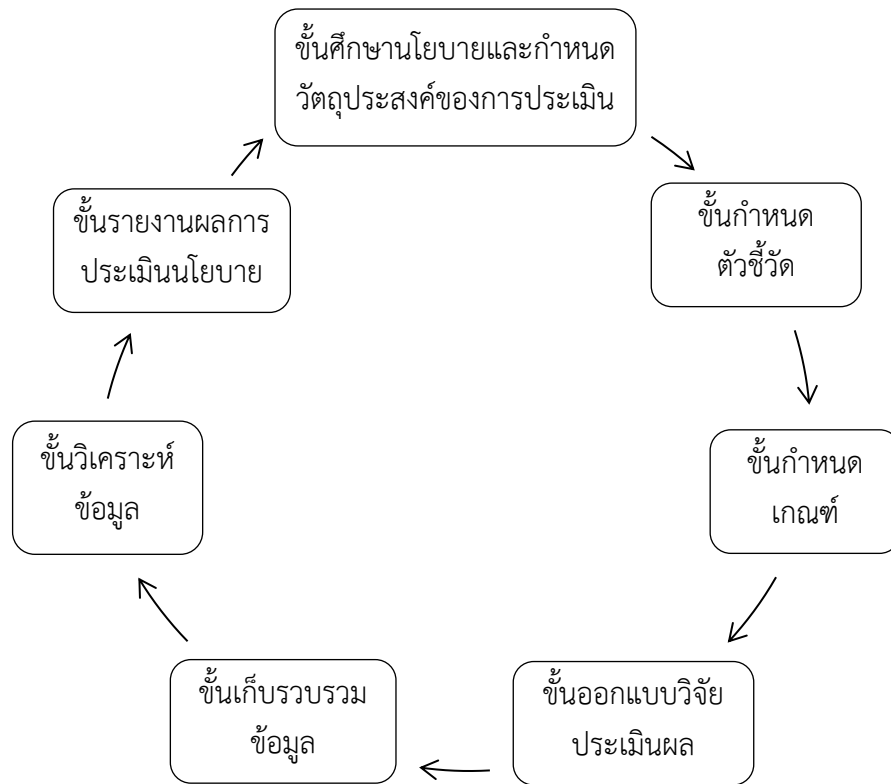 ขั้นศึกษานโยบายและกำหนด
วัตถุประสงค์ของการประเมิน
ขั้นกำหนด
ตัวชี้วัด
ขั้นกำหนด
เกณฑ์
ขั้นออกแบบวิจัย
ประเมินผล
ขั้นเก็บรวบรวม
ข้อมูล
ขั้นวิเคราะห์
ข้อมูล
ขั้นรายงานผลการ
ประเมินนโยบาย